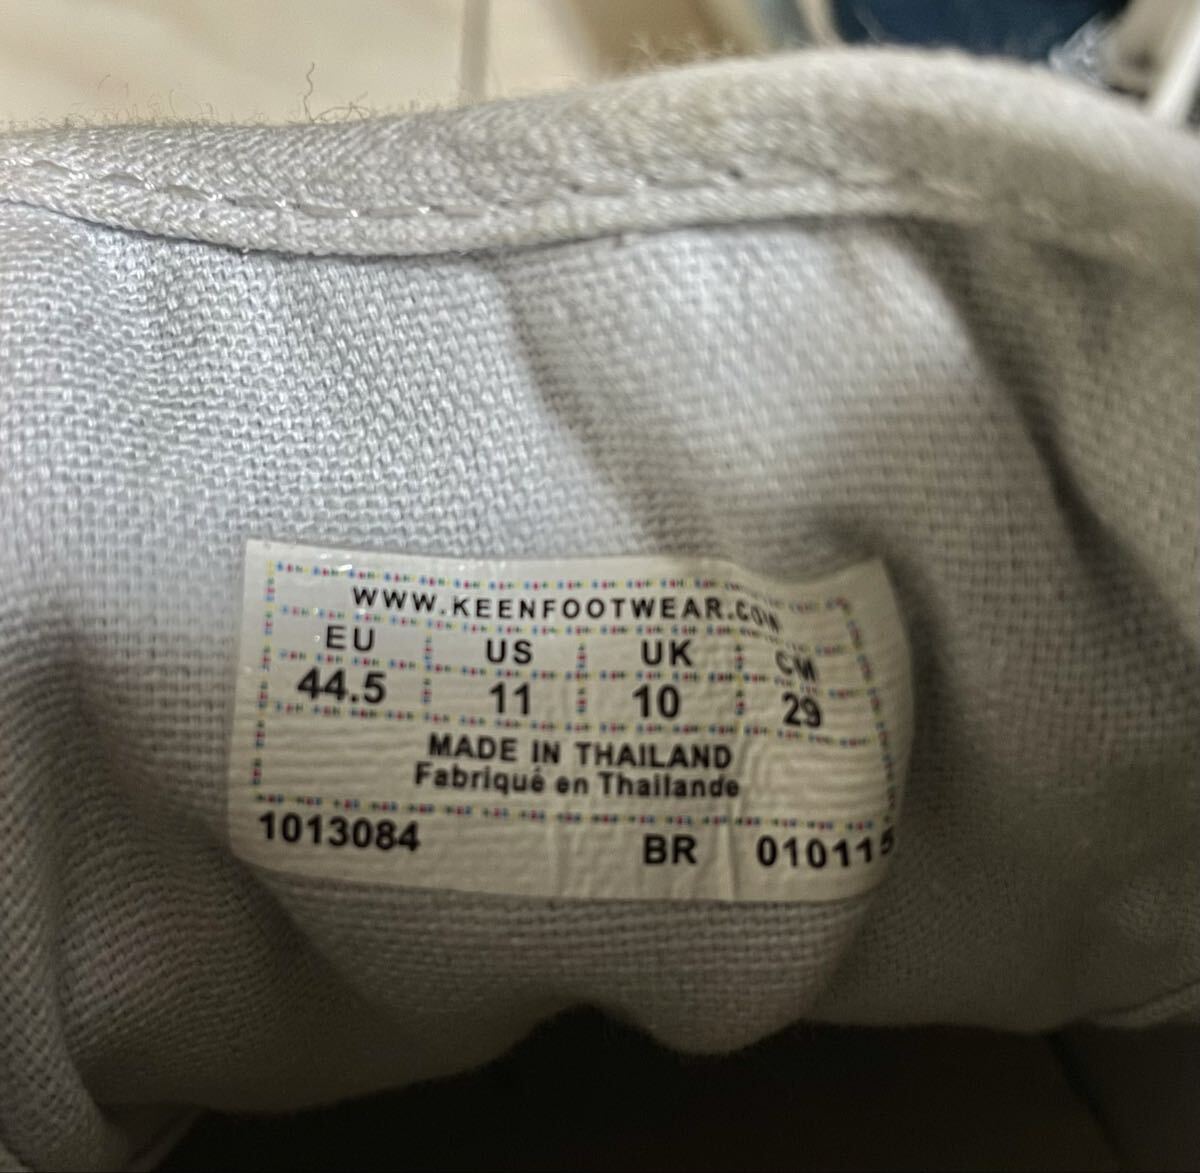 WWW.KEENFOOTWEAR.COM
EU US UK CM
44.5 11 10 29
MADE IN THAILAND
Fabriqué en Thaïlande
1013084 BR 010115